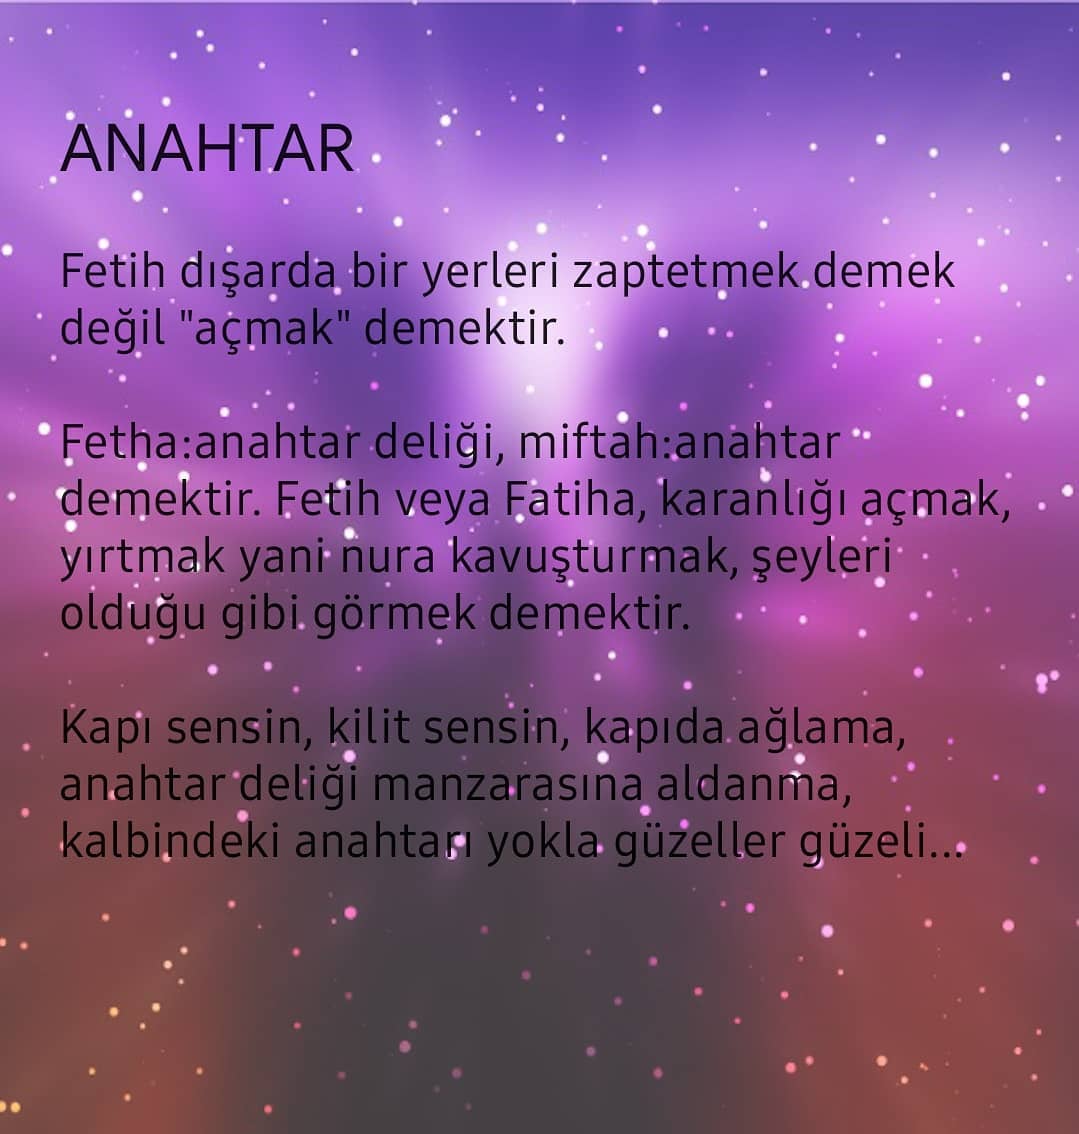 ANAHTAR
Fetih dışarda bir yerleri zaptetmek demek
değil "açmak" demektir.
Fetha:anahtar deliği, miftah:anahtar
demektir. Fetih veya Fatiha, karanlığı açmak,
yırtmak yani nura kavuşturmak, şeyleri
olduğu gibi görmek demektir.
Kapı sensin, kilit sensin, kapıda ağlama,
anahtar deliği manzarasına aldanma,
kalbindeki anahtarı yokla güzeller güzeli...